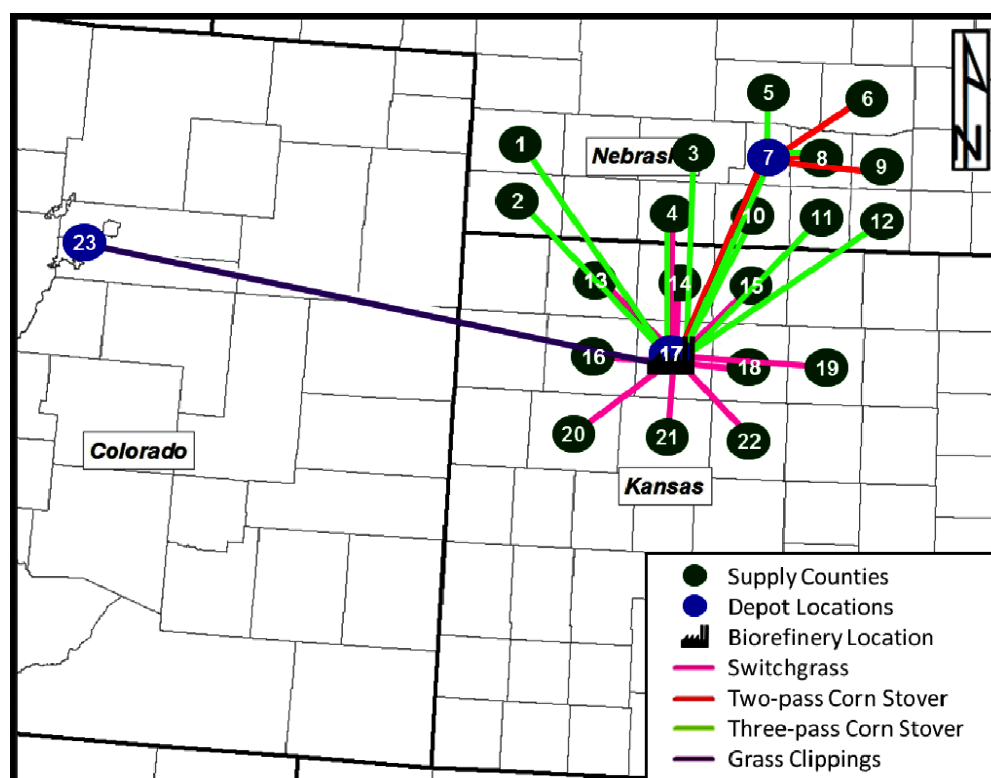 5
6
1
Nebras
3
7
8
9
2
4
10
11
12
23
13
14
15
17
16
18
19
20
21
22
Colorado
Kansas
N
Supply Counties
Depot Locations
Biorefinery Location
Switchgrass
Two-pass Corn Stover
Three-pass Corn Stover
Grass Clippings